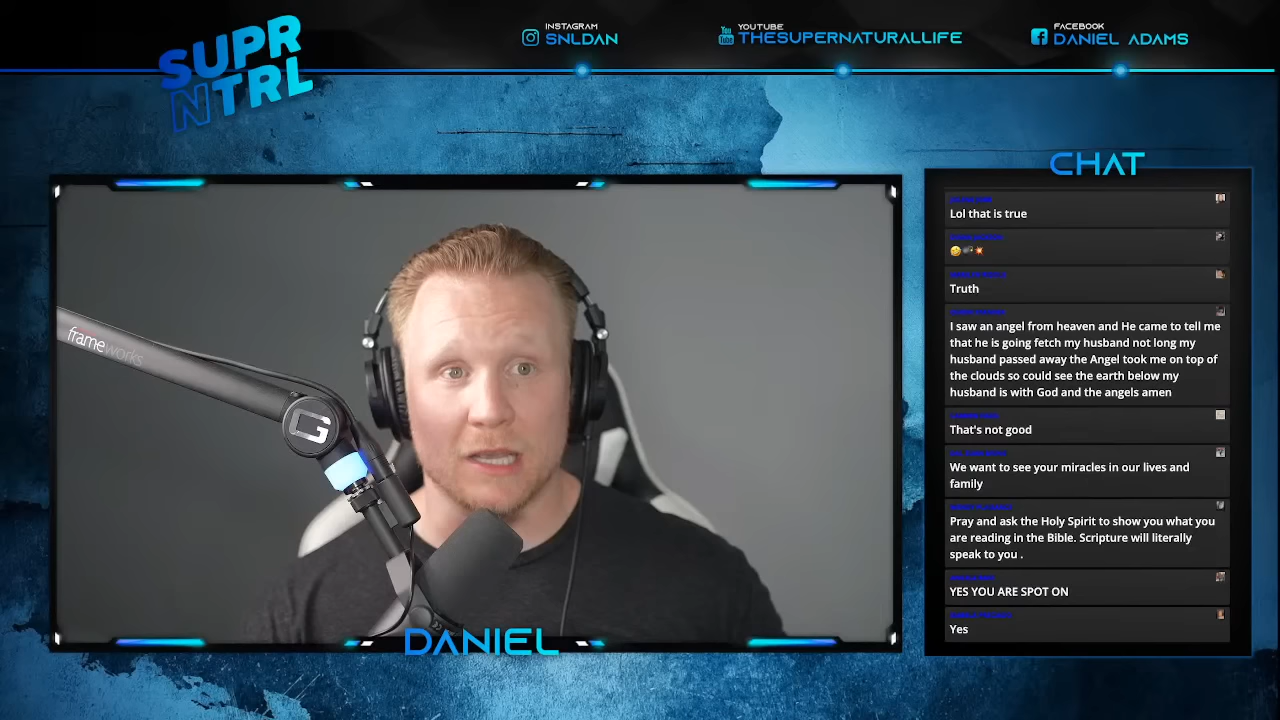 SUPR
NTRL
INSTAGRAM
SNLDAN
YOUTUBE
THESUPERNATURALLIFE
FACEBOOK
DANIEL ADAMS
frameworks
G
DANIEL
CHAT
Lol that is true
🤣💣💥
Truth
I saw an angel from heaven and He came to tell me
that he is going fetch my husband not long my
husband passed away the Angel took me on top of
the clouds so could see the earth below my
husband is with God and the angels amen
That's not good
We want to see your miracles in our lives and
family
Pray and ask the Holy Spirit to show you what you
are reading in the Bible. Scripture will literally
speak to you .
YES YOU ARE SPOT ON
Yes